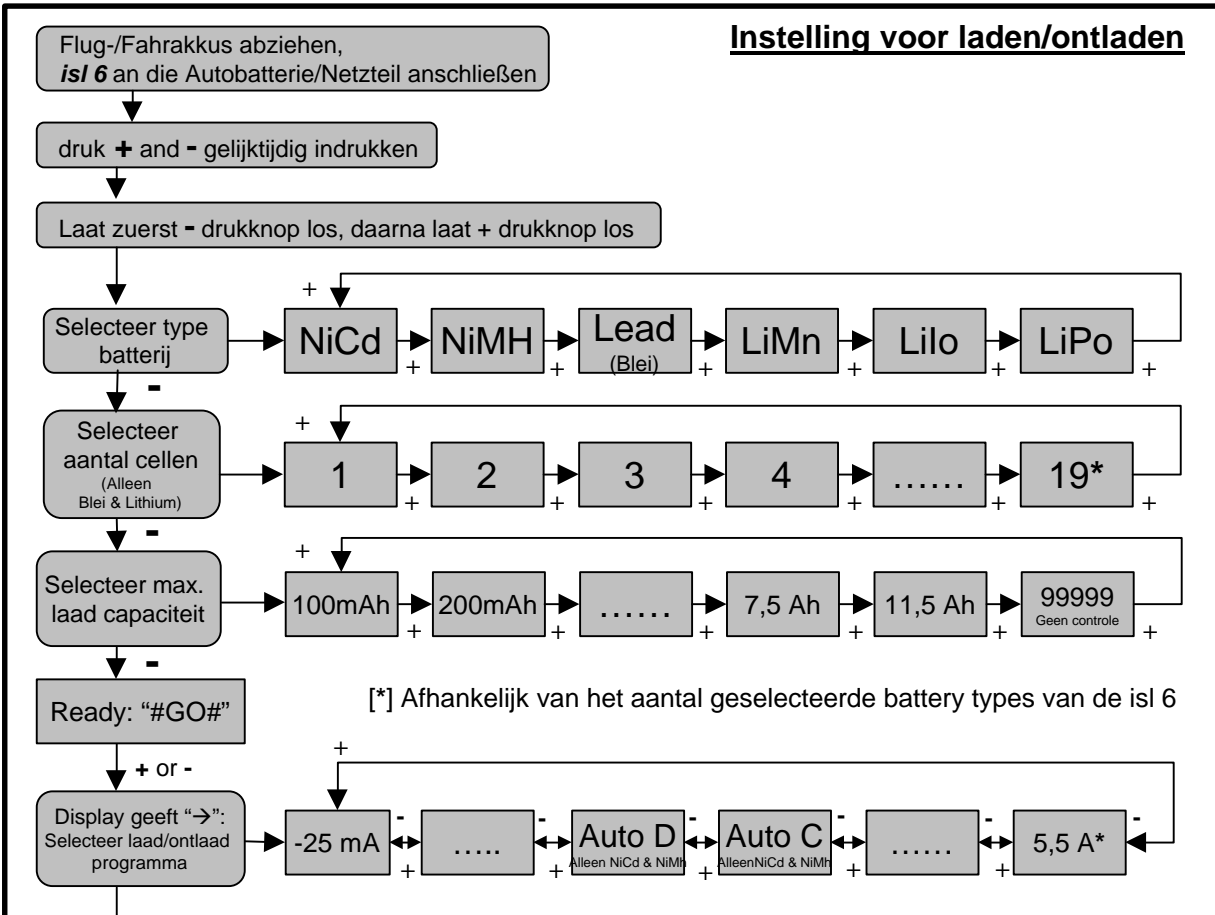 Instelling voor laden/ontladen
Flug-/Fahrakkus abziehen,
isl 6 an die Autobatterie/Netzteil anschließen
druk + and - gelijktijdig indrukken
Laat zuerst - drukknop los, daarna laat + drukknop los
Selecteer type
batterij
+
NiCd
+
NiMH
+
Lead
(Blei)
+
LiMn
+
LiIo
+
LiPo
+
-
Selecteer
aantal cellen
(Alleen
Blei & Lithium)
+
1
+
2
+
3
+
4
+
......
+
19*
+
-
Selecteer max.
laad capaciteit
+
100mAh
+
200mAh
+
......
+
7,5 Ah
+
11,5 Ah
+
99999
Geen controle
+
-
Ready: “#GO#”
[*] Afhankelijk van het aantal geselecteerde battery types van de isl 6
+ or -
Display geeft “→”:
Selecteer laad/ontlaad
programma
+
-25 mA
-
+
.....
-
+
Auto D
Alleen NiCd & NiMh
-
+
Auto C
AlleenNiCd & NiMh
-
+
......
-
+
5,5 A*
-